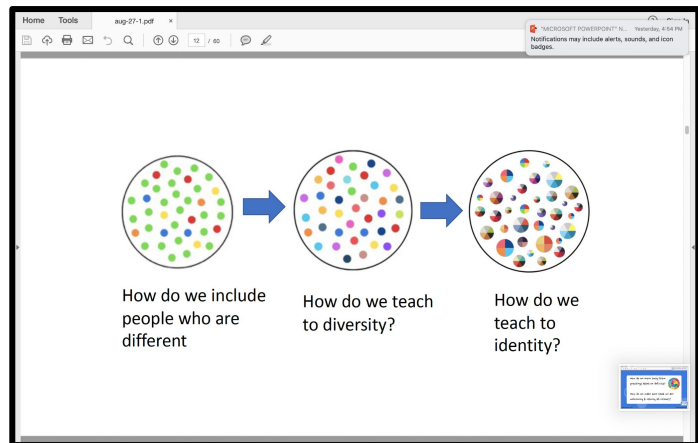 Home Tools aug-27-1.pdf ×
12 / 60
"MICROSOFT POWERPOINT" N... Yesterday, 4:54 PM
Notifications may include alerts, sounds, and icon
badges.
How do we include
people who are
different
How do we teach
to diversity?
How do we
teach to
identity?